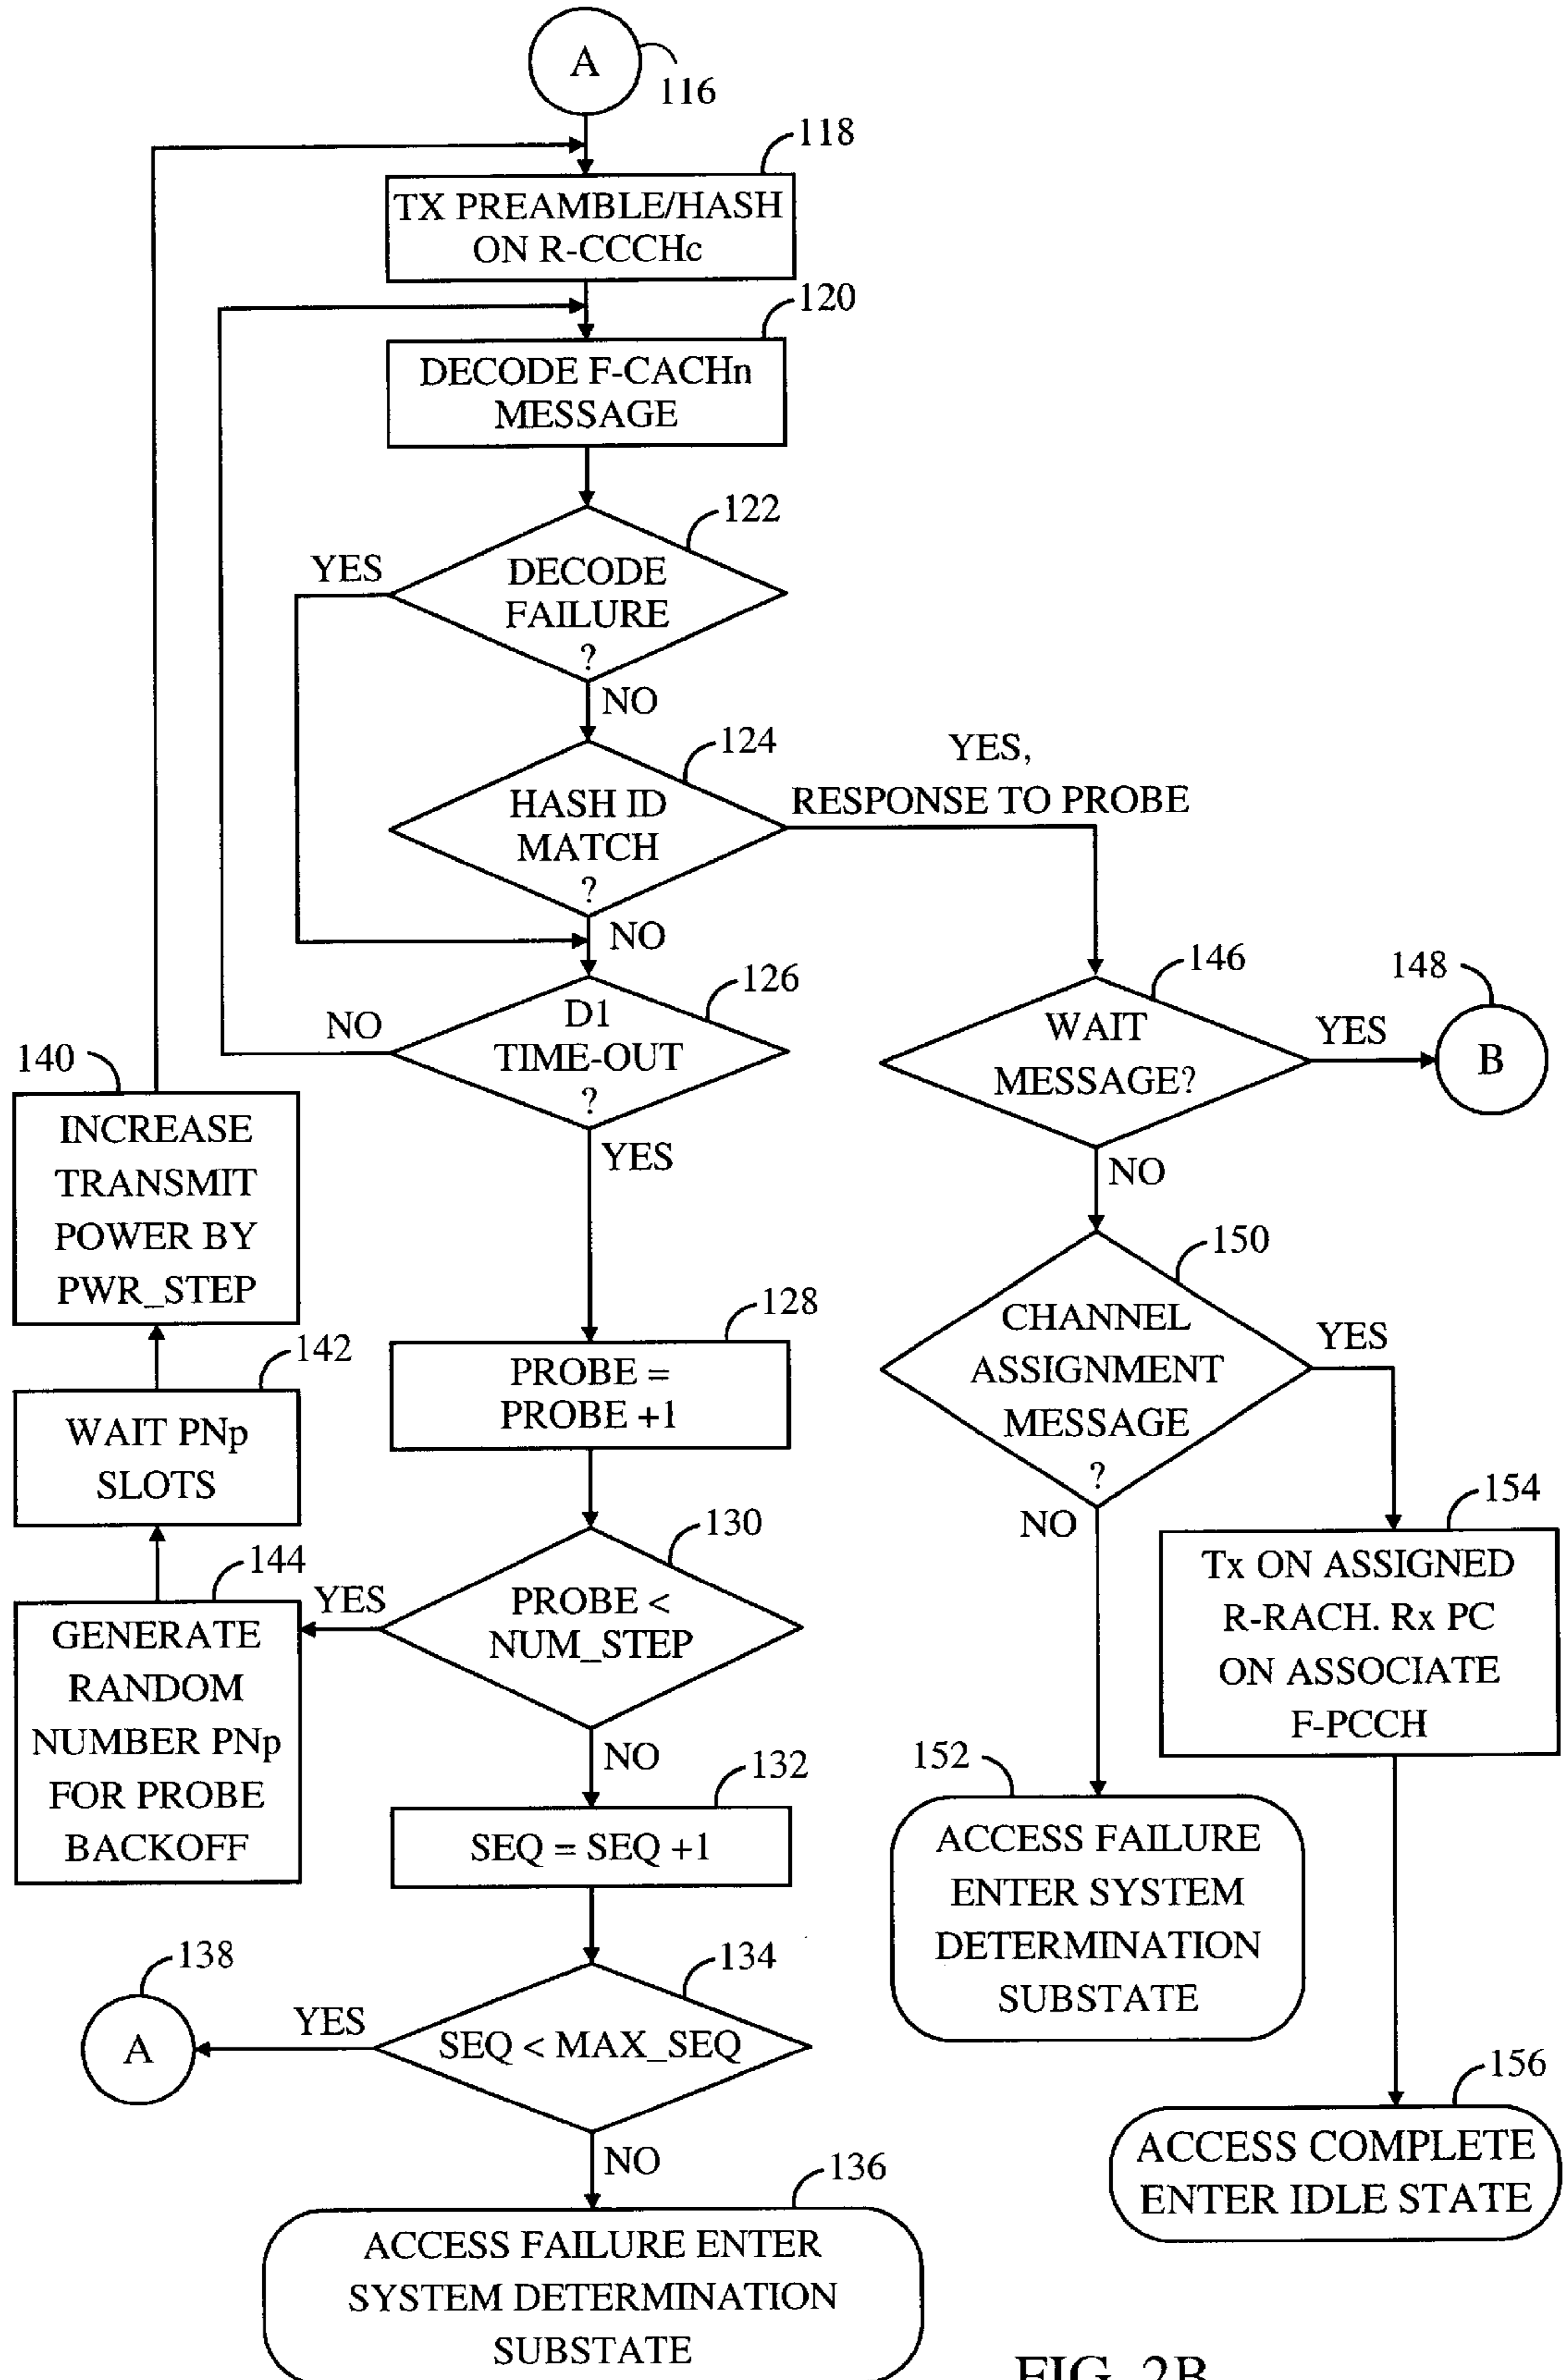 A
116
118
TX PREAMBLE/HASH
ON R-CCCHc
120
DECODE F-CACHn
MESSAGE
122
YES
DECODE
FAILURE
?
NO
124
HASH ID
MATCH
?
YES,
RESPONSE TO PROBE
NO
126
D1
TIME-OUT
?
NO
YES
146
WAIT
MESSAGE?
YES
148
B
NO
140
INCREASE
TRANSMIT
POWER BY
PWR_STEP
142
WAIT PNp
SLOTS
144
GENERATE
RANDOM
NUMBER PNp
FOR PROBE
BACKOFF
128
PROBE =
PROBE +1
130
YES
PROBE <
NUM_STEP
NO
132
SEQ = SEQ +1
134
SEQ < MAX_SEQ
YES
138
A
NO
136
ACCESS FAILURE ENTER
SYSTEM DETERMINATION
SUBSTATE
150
CHANNEL
ASSIGNMENT
MESSAGE
?
YES
NO
154
Tx ON ASSIGNED
R-RACH. Rx PC
ON ASSOCIATE
F-PCCH
152
ACCESS FAILURE
ENTER SYSTEM
DETERMINATION
SUBSTATE
156
ACCESS COMPLETE
ENTER IDLE STATE
FIG. 2B